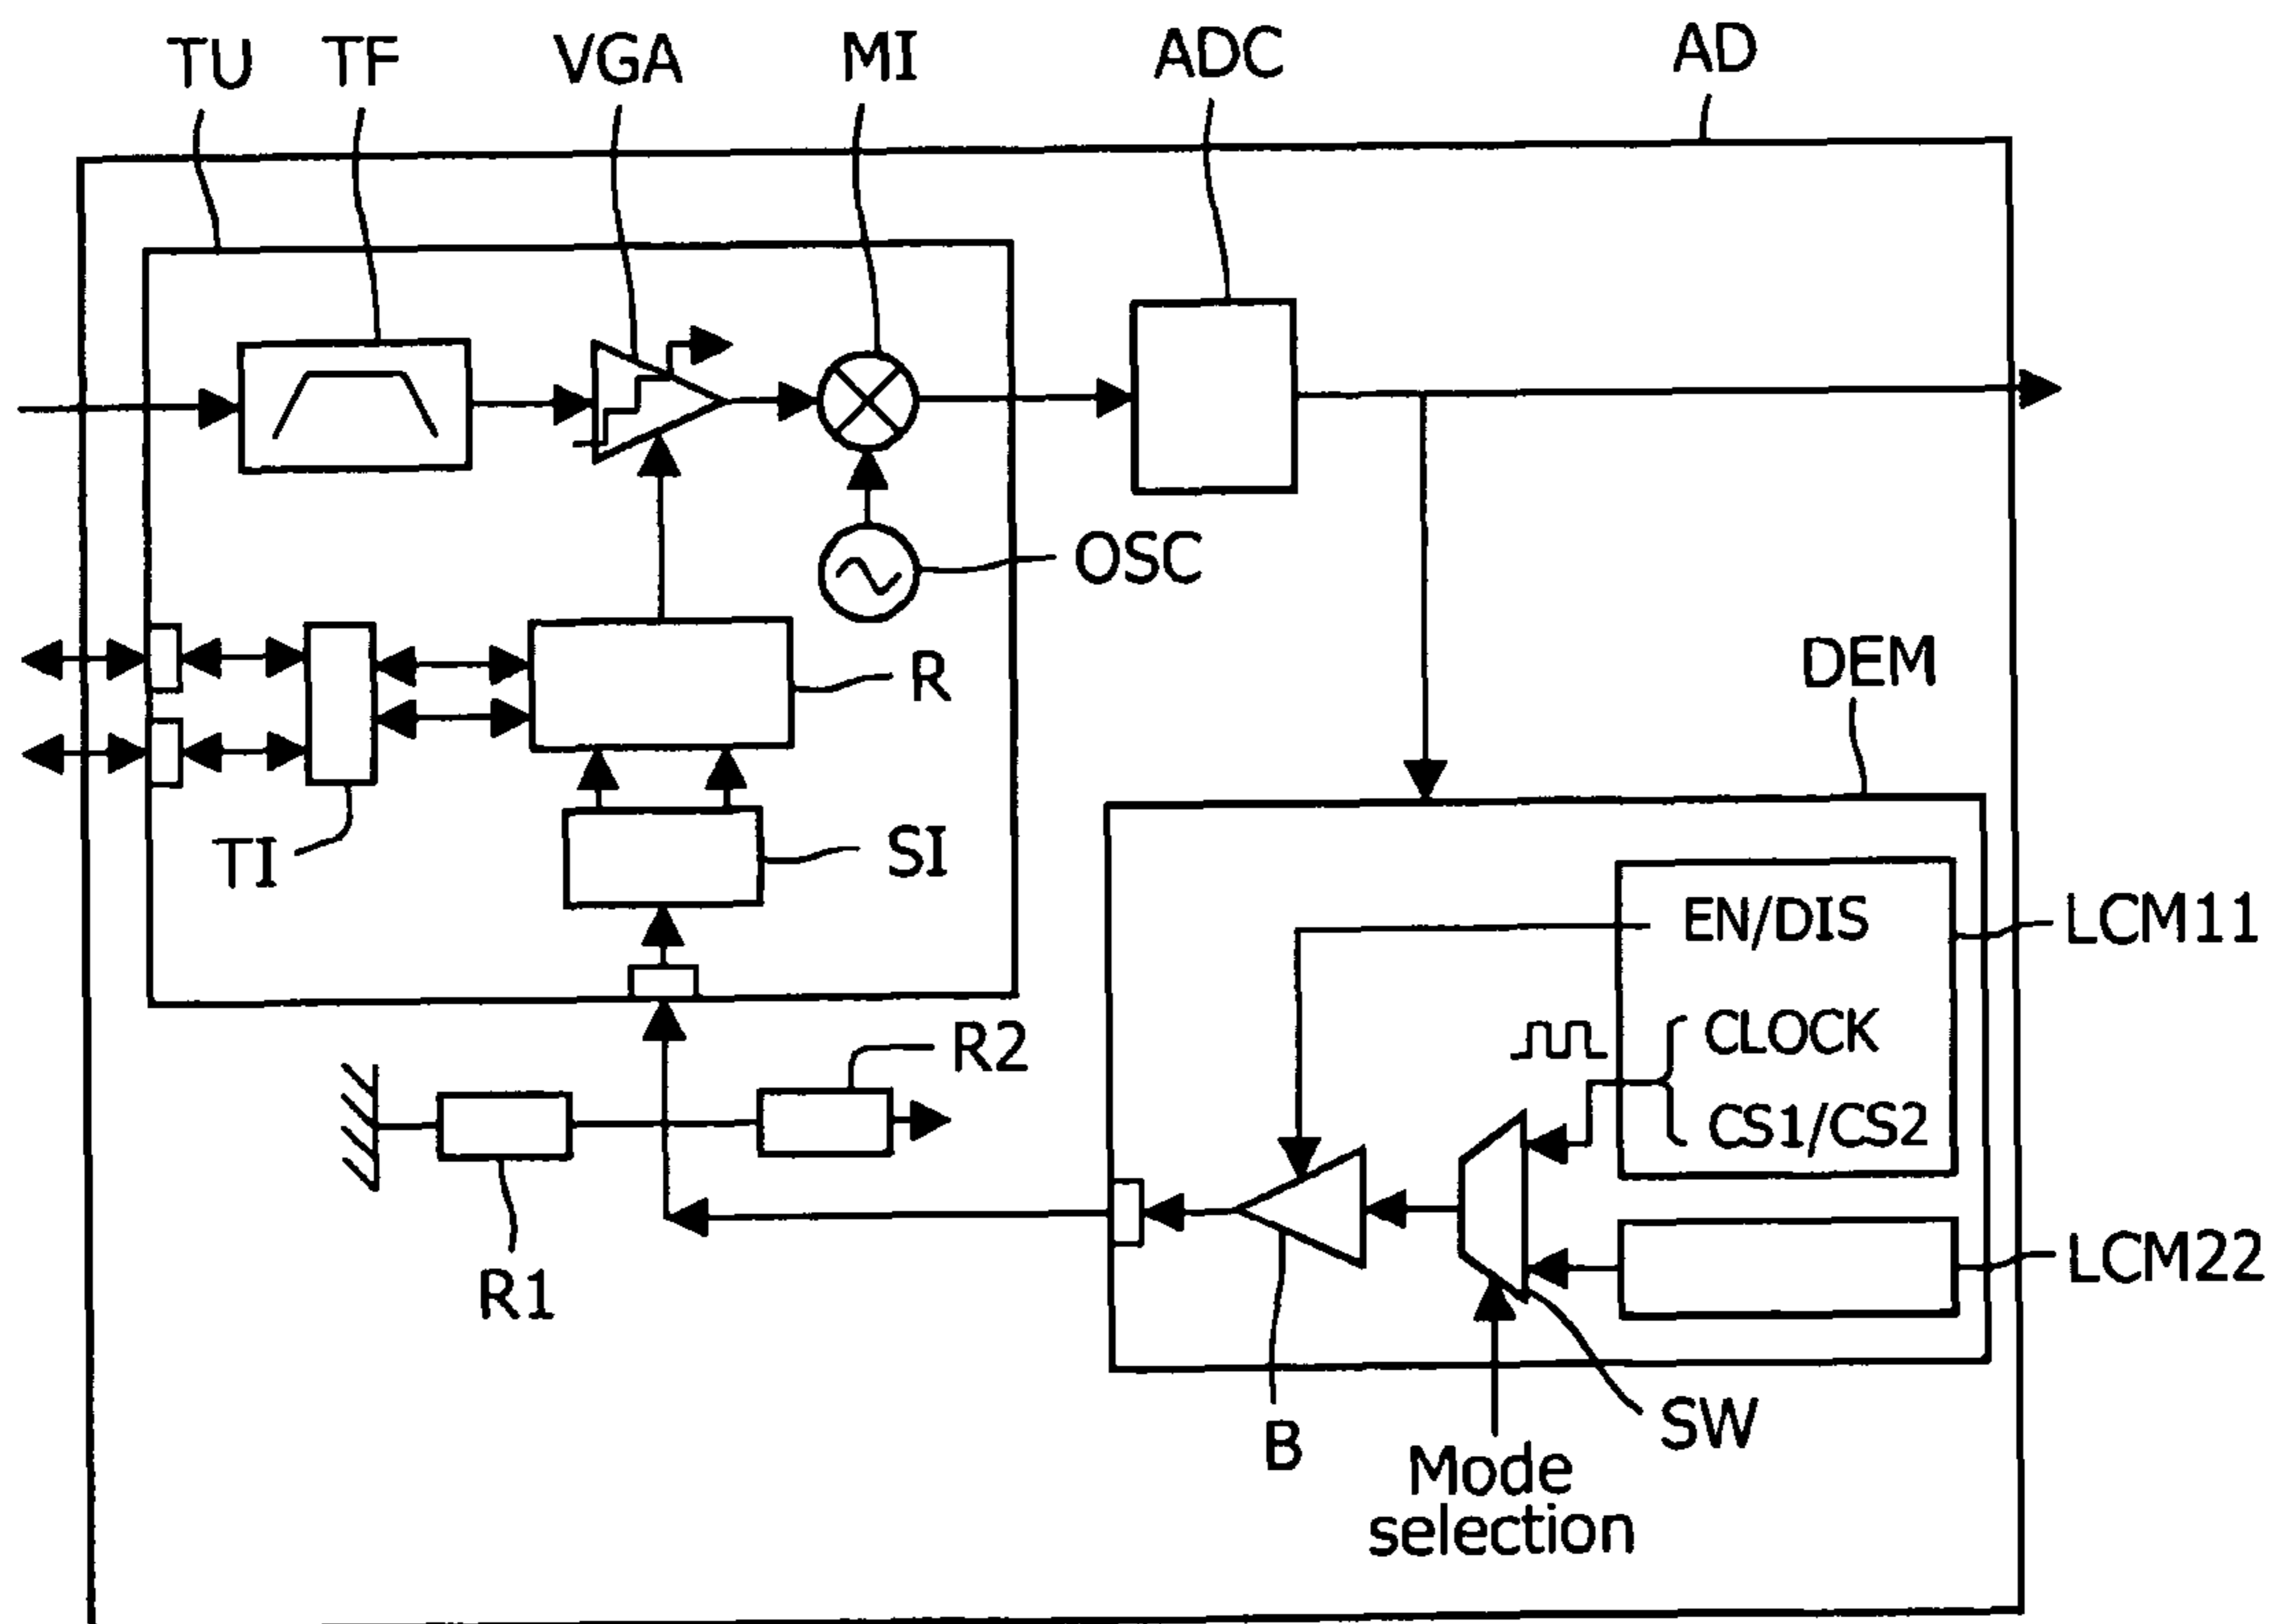 TU
TF
VGA
MI
ADC
AD
OSC
R
DEM
TI
SI
EN/DIS
LCM11
CLOCK
R2
CS1/CS2
R1
LCM22
B
SW
Mode
selection